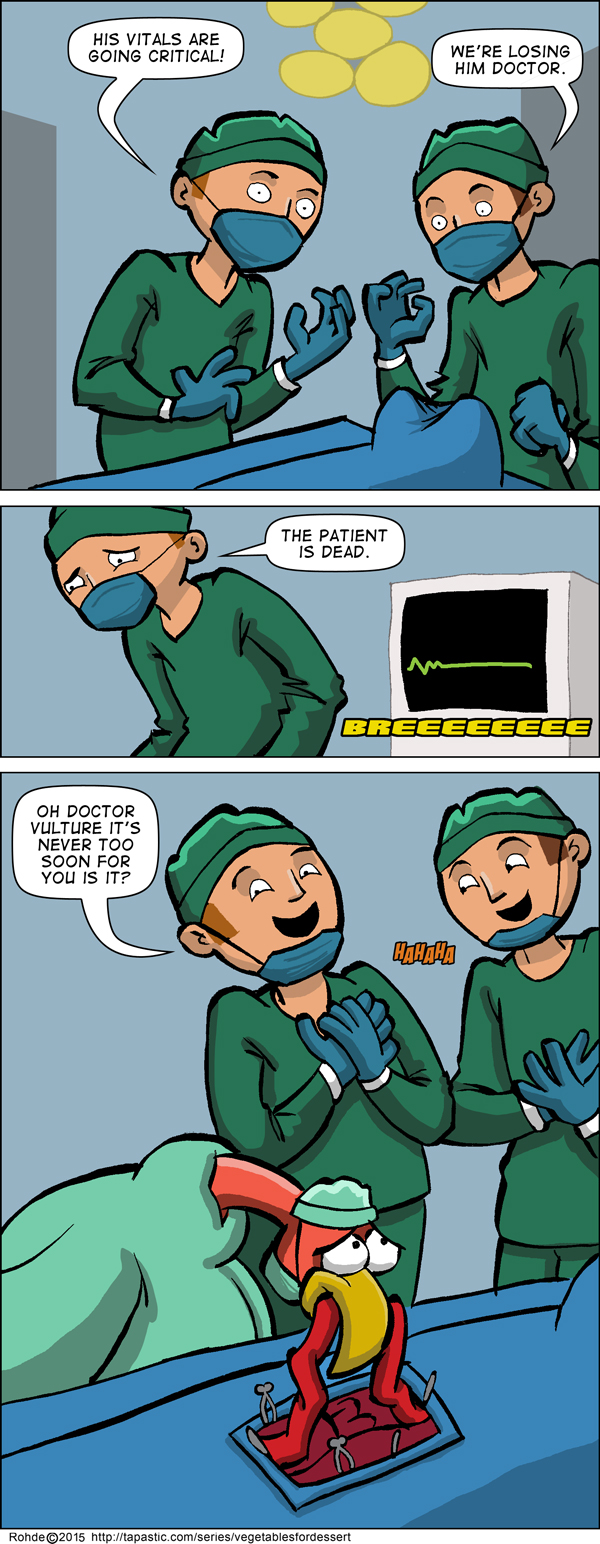 HIS VITALS ARE
GOING CRITICAL!
WE'RE LOSING
HIM DOCTOR.
THE PATIENT
IS DEAD.
BREEEEEEEE
OH DOCTOR
VULTURE IT'S
NEVER TOO
SOON FOR
YOU IS IT?
HAHAHA
Rohde©2015 http://tapastic.com/series/vegetablesfordessert